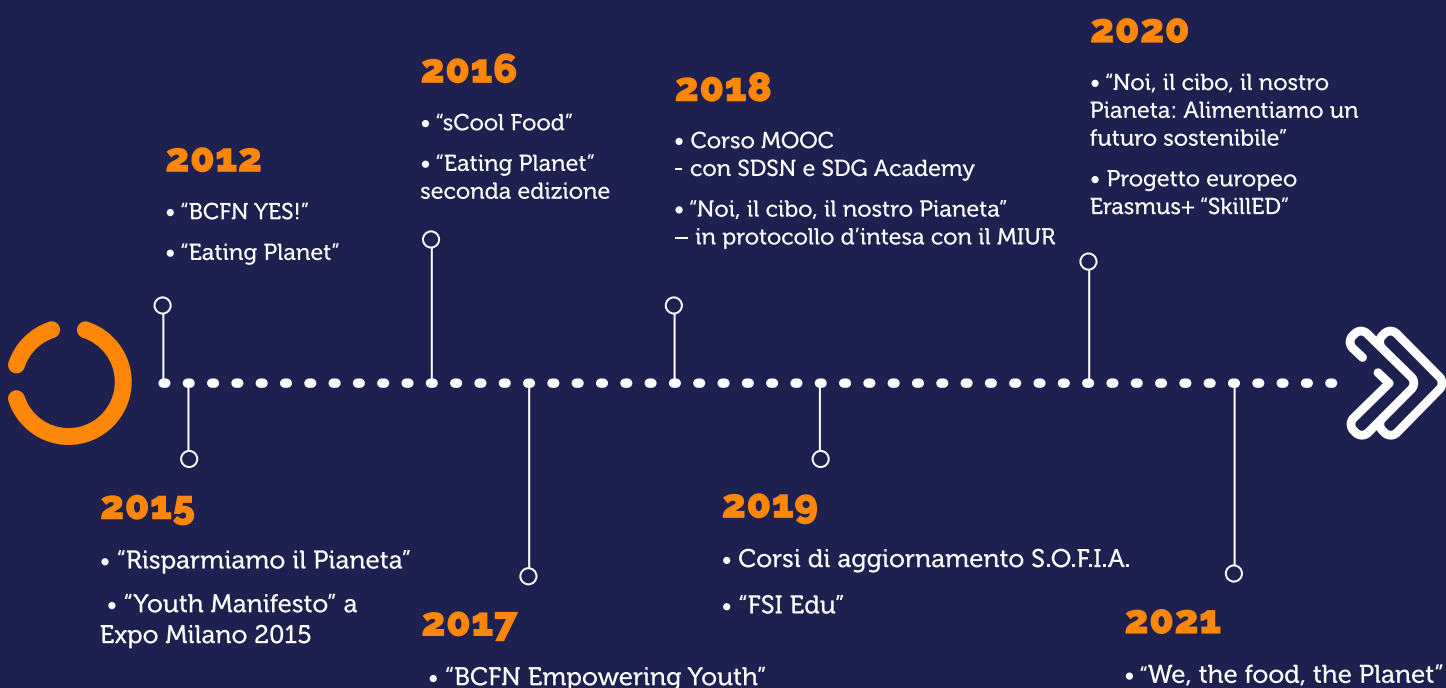 2012
• “BCFN YES!”
• “Eating Planet”
2015
• “Risparmiamo il Pianeta”
• “Youth Manifesto” a
Expo Milano 2015
2016
• “sCool Food”
• “Eating Planet”
seconda edizione
2017
• “BCFN Empowering Youth”
2018
• Corso MOOC
- con SDSN e SDG Academy
• “Noi, il cibo, il nostro Pianeta”
– in protocollo d’intesa con il MIUR
2019
• Corsi di aggiornamento S.O.F.I.A.
• “FSI Edu”
2020
• “Noi, il cibo, il nostro
Pianeta: Alimentiamo un
futuro sostenibile”
• Progetto europeo
Erasmus+ “SkillED”
2021
• “We, the food, the Planet”